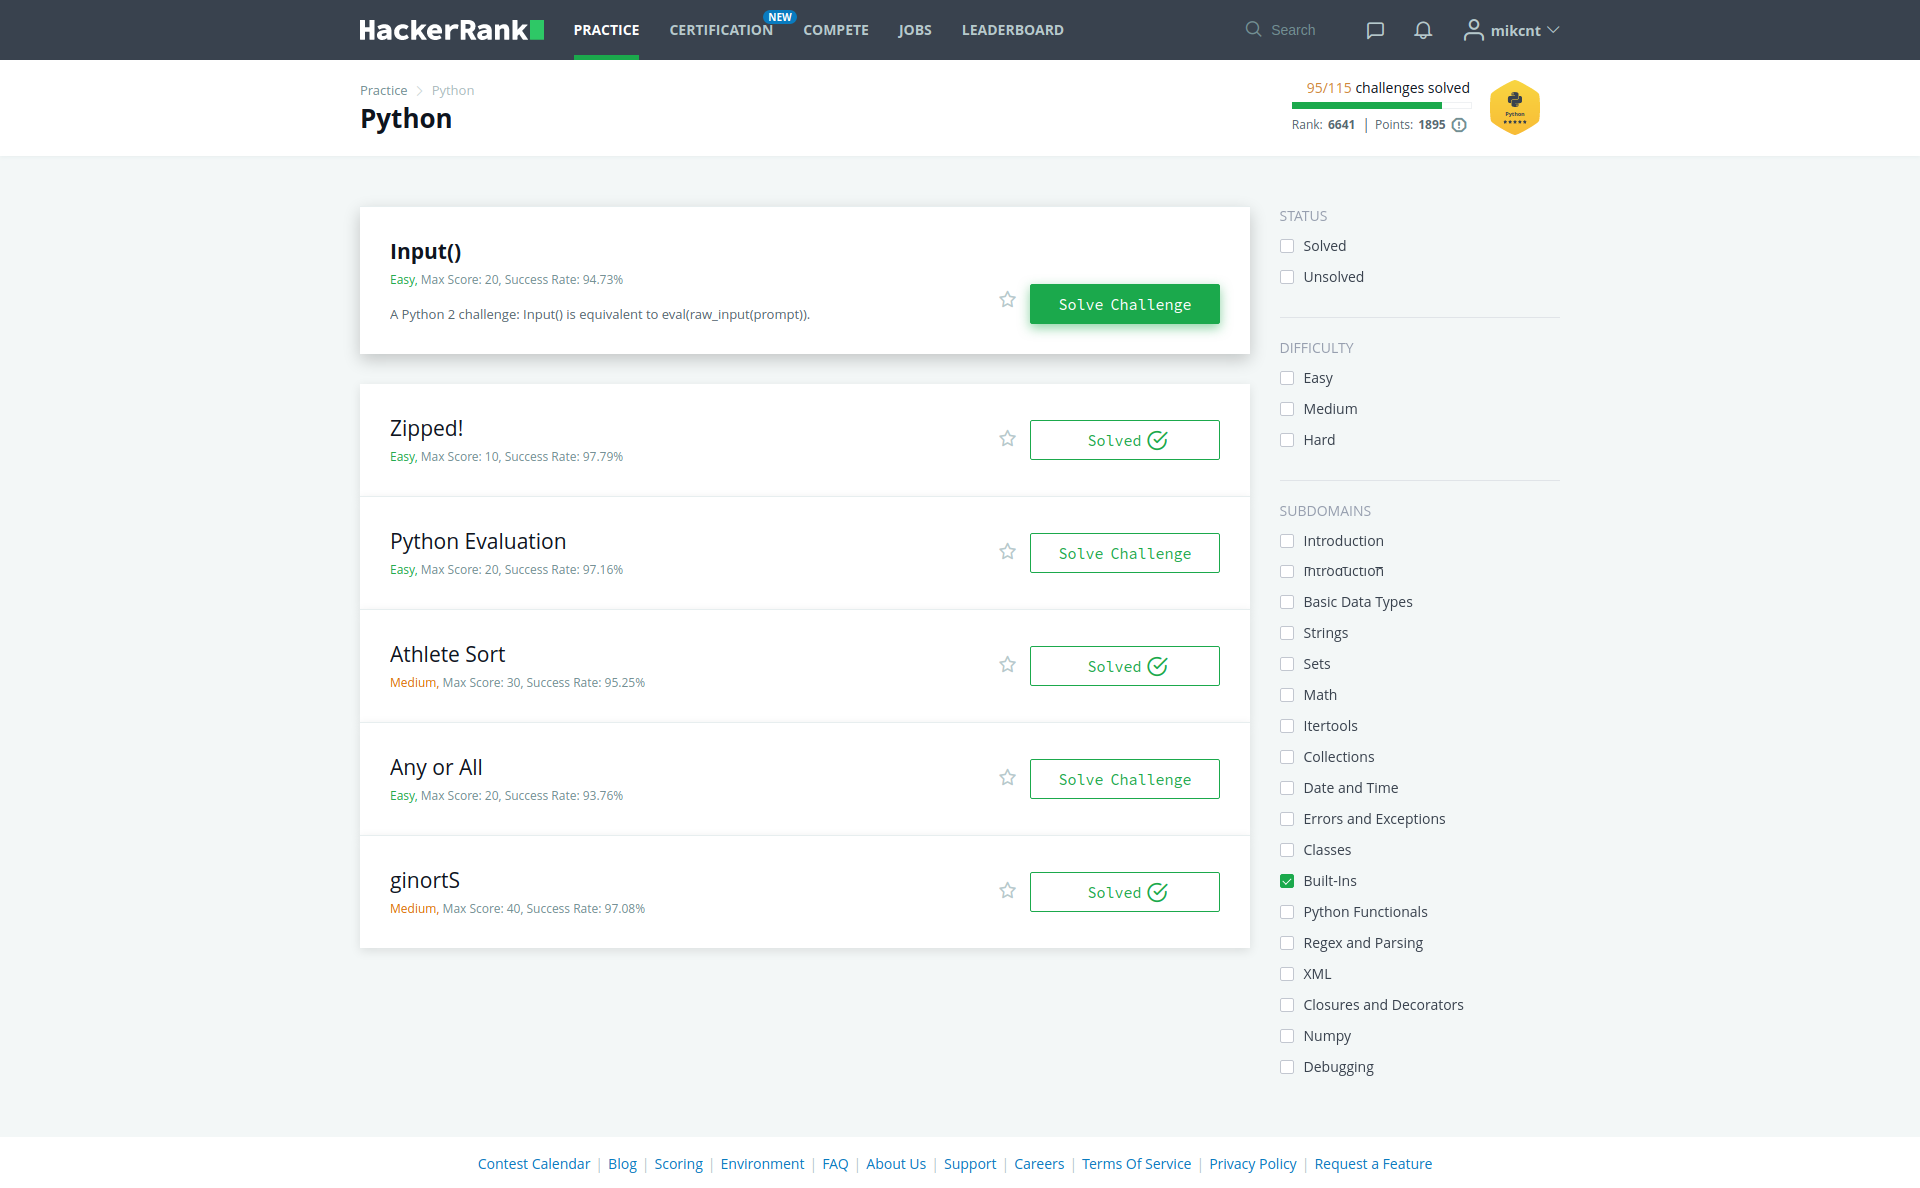 HackerRank PRACTICE CERTIFICATION NEW COMPETE JOBS LEADERBOARD Search mikcnt
Practice Python
Python
95/115 challenges solved
Rank: 6641 | Points: 1895
Python
Input()
Easy, Max Score: 20, Success Rate: 94.73%
A Python 2 challenge: Input() is equivalent to eval(raw_input(prompt)).
Solve Challenge
Zipped!
Easy, Max Score: 10, Success Rate: 97.79%
Solved
Python Evaluation
Easy, Max Score: 20, Success Rate: 97.16%
Solve Challenge
Athlete Sort
Medium, Max Score: 30, Success Rate: 95.25%
Solved
Any or All
Easy, Max Score: 20, Success Rate: 93.76%
Solve Challenge
ginortS
Medium, Max Score: 40, Success Rate: 97.08%
Solved
STATUS
Solved
Unsolved
DIFFICULTY
Easy
Medium
Hard
SUBDOMAINS
Introduction
Introduction
Basic Data Types
Strings
Sets
Math
Itertools
Collections
Date and Time
Errors and Exceptions
Classes
Built-Ins
Python Functionals
Regex and Parsing
XML
Closures and Decorators
Numpy
Debugging
Contest Calendar | Blog | Scoring | Environment | FAQ | About Us | Support | Careers | Terms Of Service | Privacy Policy | Request a Feature